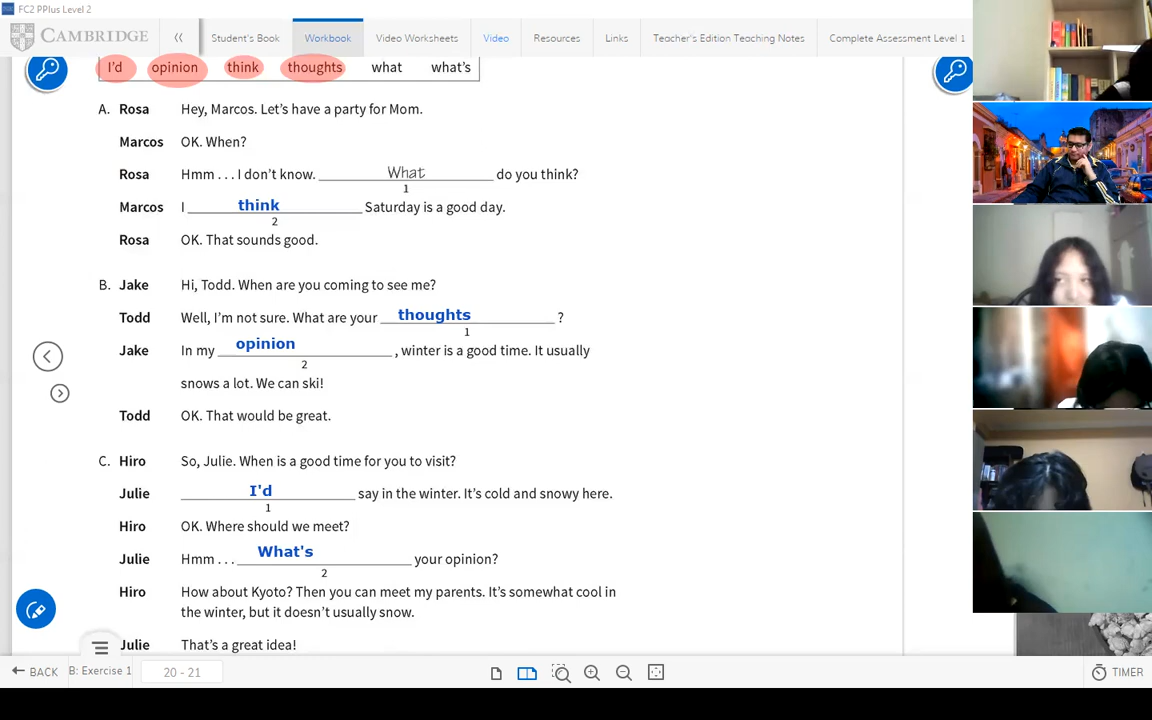 FC2 PPlus Level 2
CAMBRIDGE
Student's Book Workbook Video Worksheets Video Resources Links Teacher's Edition Teaching Notes Complete Assessment Level 1
I'd opinion think thoughts what what's
A. Rosa Hey, Marcos. Let's have a party for Mom.
Marcos OK. When?
Rosa Hmm . . . I don't know. What do you think?
1
Marcos I think Saturday is a good day.
2
Rosa OK. That sounds good.
B. Jake Hi, Todd. When are you coming to see me?
Todd Well, I'm not sure. What are your thoughts ?
1
Jake In my opinion , winter is a good time. It usually
2
snows a lot. We can ski!
Todd OK. That would be great.
C. Hiro So, Julie. When is a good time for you to visit?
Julie I'd say in the winter. It's cold and snowy here.
1
Hiro OK. Where should we meet?
Julie Hmm . . . What's your opinion?
2
Hiro How about Kyoto? Then you can meet my parents. It's somewhat cool in
the winter, but it doesn't usually snow.
Julie That's a great idea!
BACK B: Exercise 1 20 - 21 TIMER